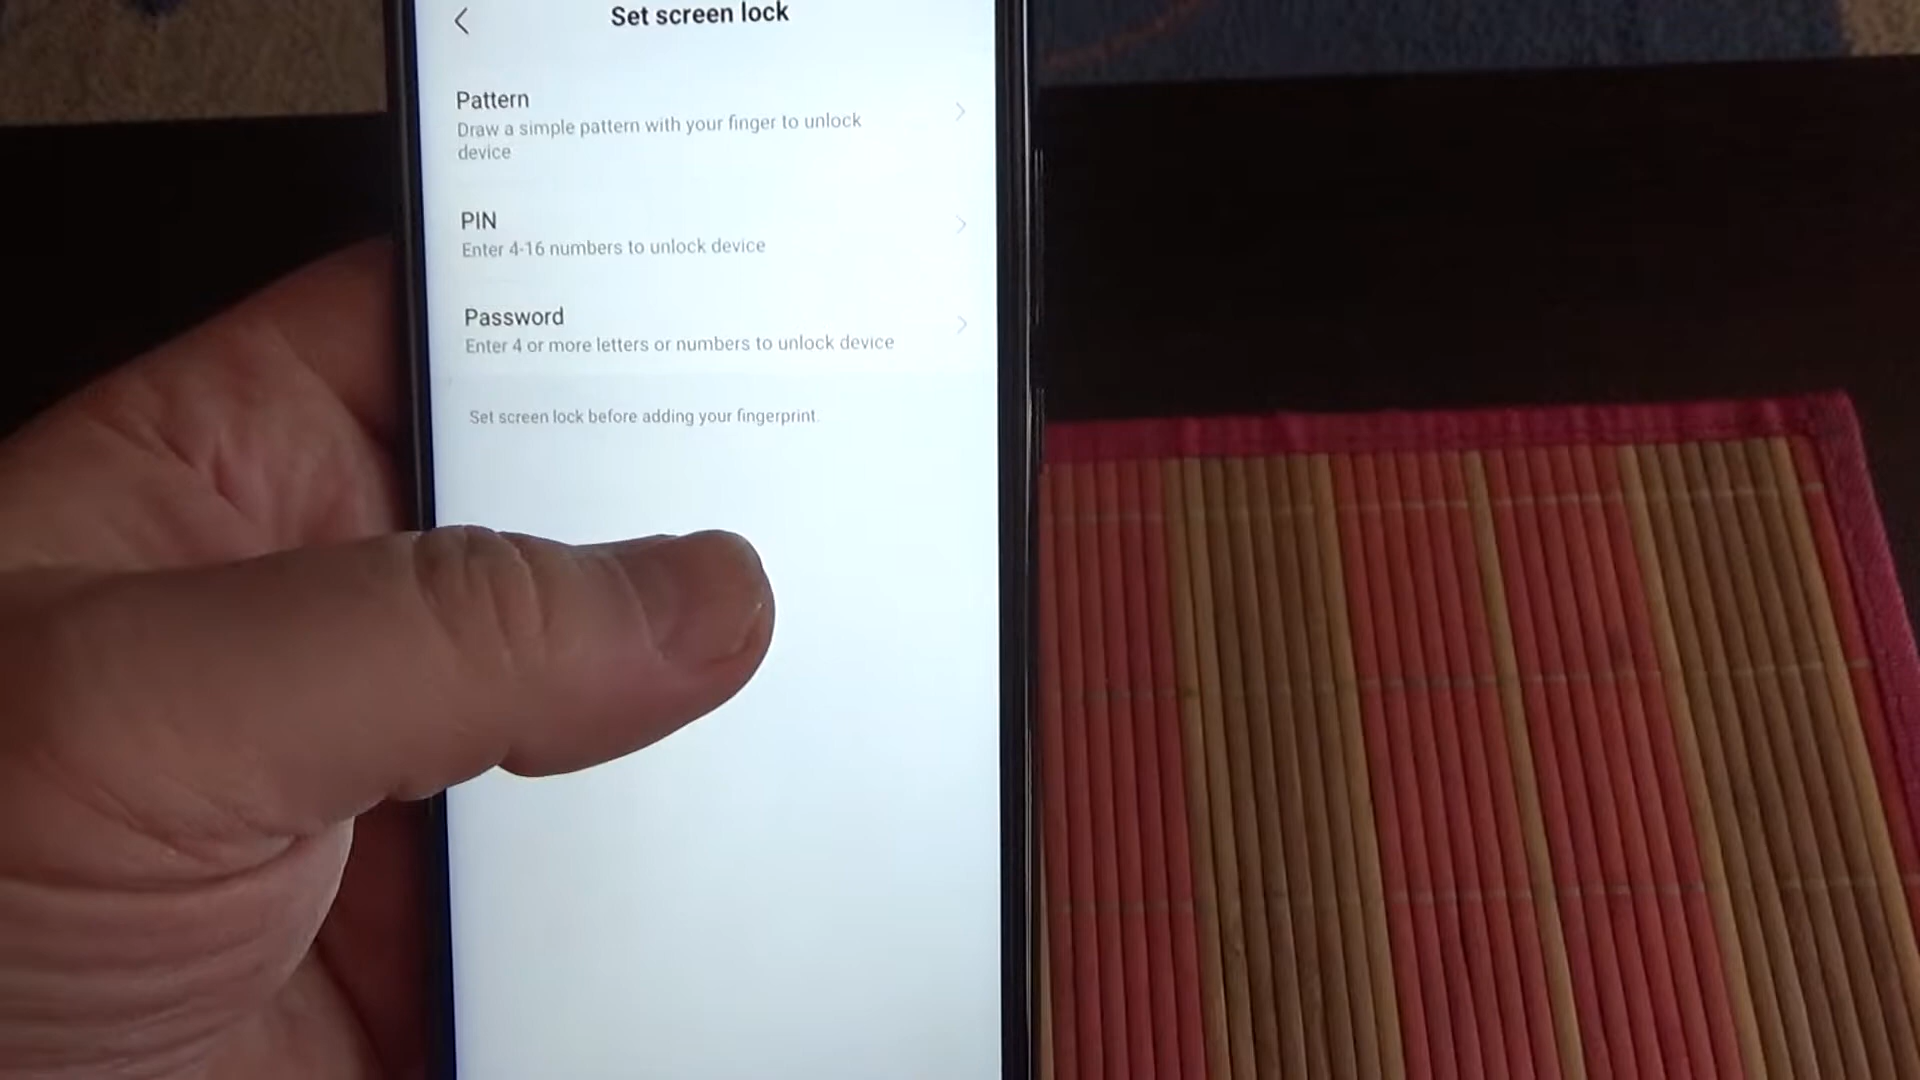 Set screen lock
Pattern
Draw a simple pattern with your finger to unlock
device
PIN
Enter 4-16 numbers to unlock device
Password
Enter 4 or more letters or numbers to unlock device
Set screen lock before adding your fingerprint.